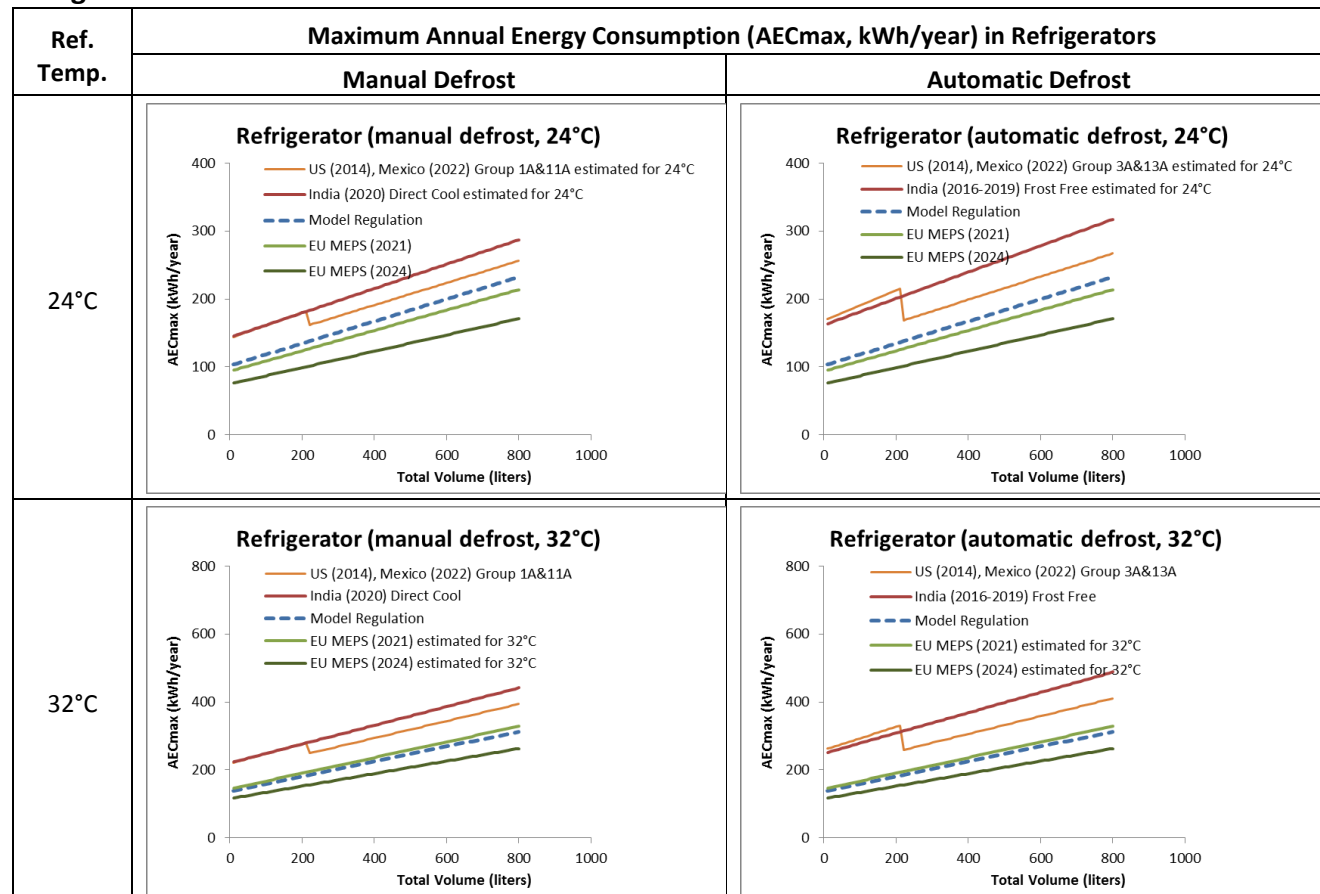 Ref.
Temp.
Maximum Annual Energy Consumption (AECmax, kWh/year) in Refrigerators
Manual Defrost
Automatic Defrost
24°C
Refrigerator (manual defrost, 24°C)
400
300
200
100
0
AECmax (kWh/year)
US (2014), Mexico (2022) Group 1A&11A estimated for 24°C
India (2020) Direct Cool estimated for 24°C
Model Regulation
EU MEPS (2021)
EU MEPS (2024)
0 200 400 600 800 1000
Total Volume (liters)
Refrigerator (automatic defrost, 24°C)
400
300
200
100
0
AECmax (kWh/year)
US (2014), Mexico (2022) Group 3A&13A estimated for 24°C
India (2016-2019) Frost Free estimated for 24°C
Model Regulation
EU MEPS (2021)
EU MEPS (2024)
0 200 400 600 800 1000
Total Volume (liters)
32°C
Refrigerator (manual defrost, 32°C)
800
600
400
200
0
AECmax (kWh/year)
US (2014), Mexico (2022) Group 1A&11A
India (2020) Direct Cool
Model Regulation
EU MEPS (2021) estimated for 32°C
EU MEPS (2024) estimated for 32°C
0 200 400 600 800 1000
Total Volume (liters)
Refrigerator (automatic defrost, 32°C)
800
600
400
200
0
AECmax (kWh/year)
US (2014), Mexico (2022) Group 3A&13A
India (2016-2019) Frost Free
Model Regulation
EU MEPS (2021) estimated for 32°C
EU MEPS (2024) estimated for 32°C
0 200 400 600 800 1000
Total Volume (liters)